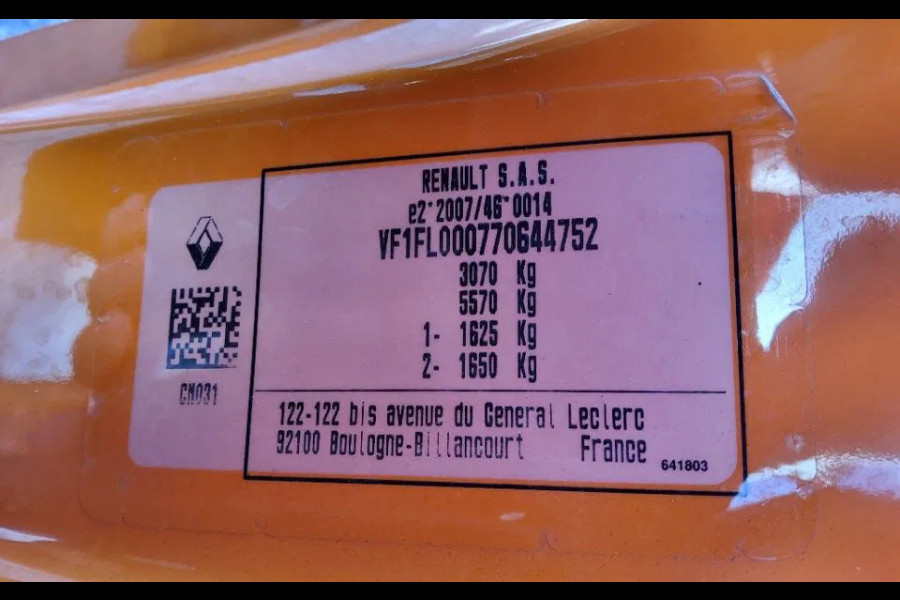 RENAULT S.A.S.
e2*2007/46*0014
VF1FL000770644752
3070 Kg
5570 Kg
1- 1625 Kg
2- 1650 Kg
CN031
122-122 bis avenue du General Leclerc
92100 Boulogne-Billancourt France
641803